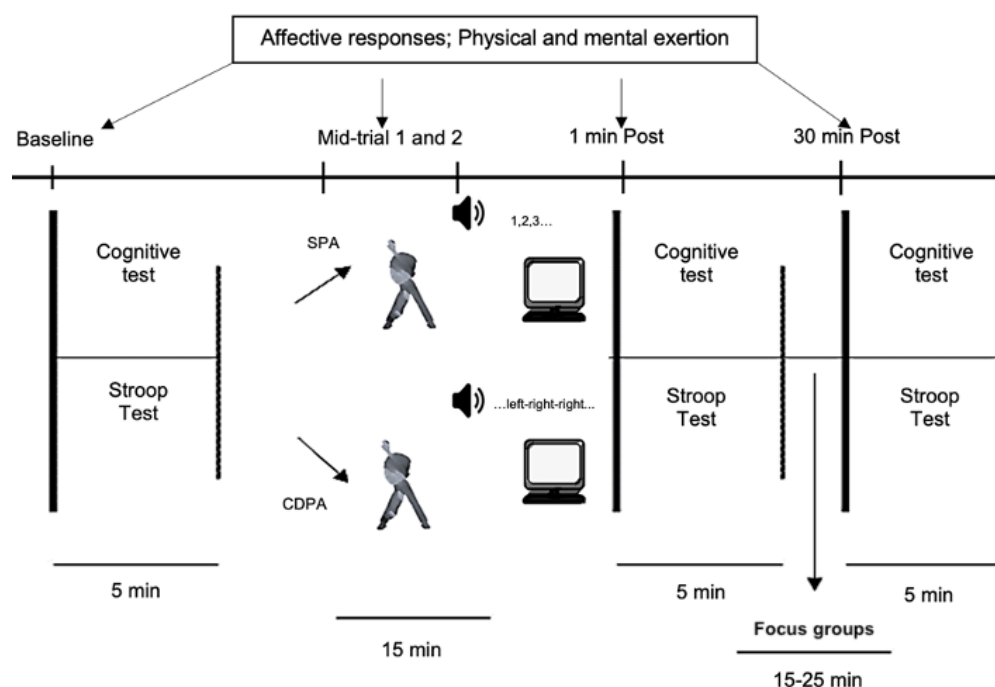 Affective responses; Physical and mental exertion
Baseline
Mid-trial 1 and 2
1 min Post
30 min Post
Cognitive
test
SPA
1,2,3...
Cognitive
test
Cognitive
test
Stroop
Test
CDPA
...left-right-right...
Stroop
Test
Stroop
Test
5 min
15 min
5 min
Focus groups
15-25 min
5 min